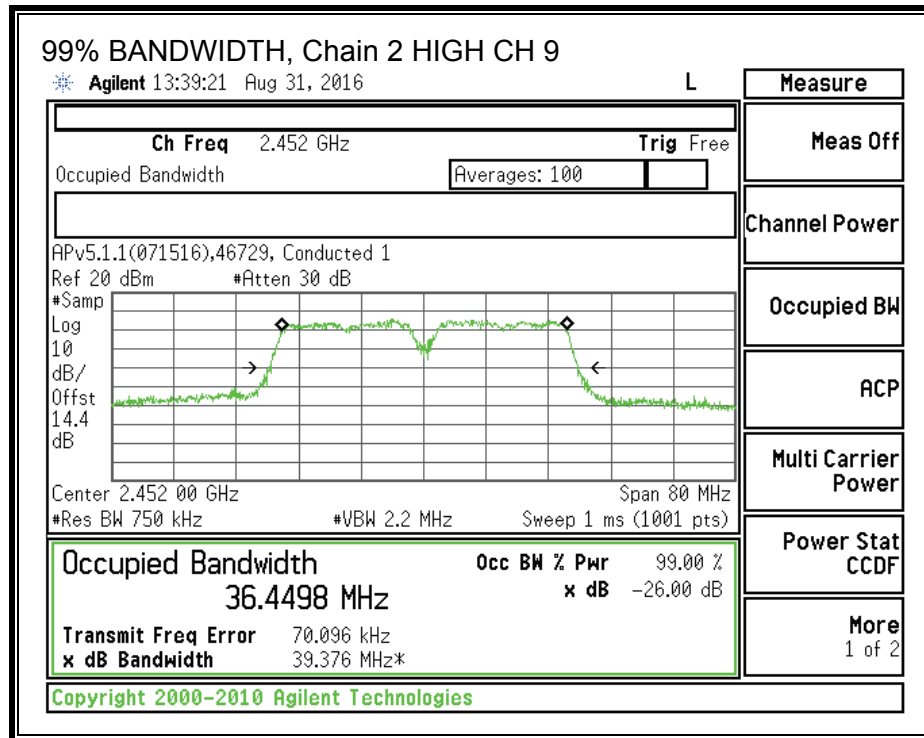 99% BANDWIDTH, Chain 2 HIGH CH 9
Agilent 13:39:21 Aug 31, 2016 L
Measure
Ch Freq 2.452 GHz Trig Free
Occupied Bandwidth Averages: 100
APv5.1.1(071516),46729, Conducted 1
Ref 20 dBm #Atten 30 dB
#Samp
Log
10
dB/
Offst
14.4
dB
Center 2.452 00 GHz Span 80 MHz
#Res BW 750 kHz #VBW 2.2 MHz Sweep 1 ms (1001 pts)
Occupied Bandwidth Occ BW % Pwr 99.00 %
36.4498 MHz x dB -26.00 dB
Transmit Freq Error 70.096 kHz
x dB Bandwidth 39.376 MHz*
Meas Off
Channel Power
Occupied BW
ACP
Multi Carrier
Power
Power Stat
CCDF
More
1 of 2
Copyright 2000-2010 Agilent Technologies